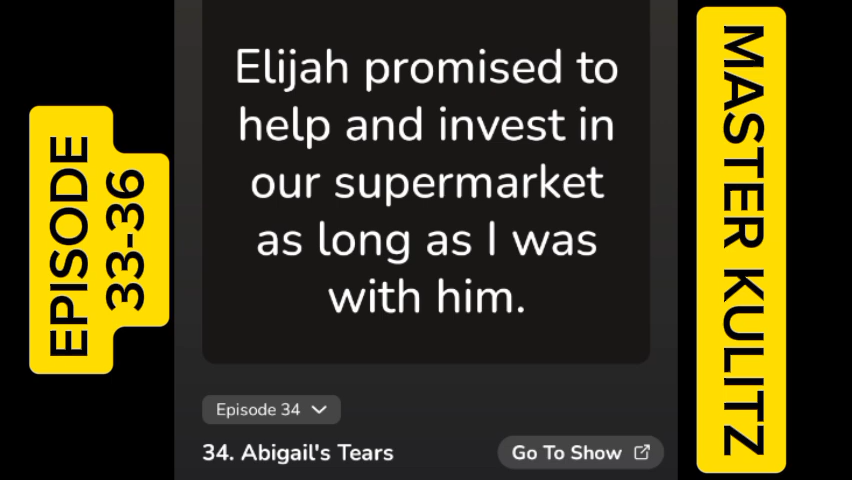 EPISODE
33-36
Elijah promised to
help and invest in
our supermarket
as long as I was
with him.
Episode 34
34. Abigail's Tears
Go To Show
MASTER KULITZ